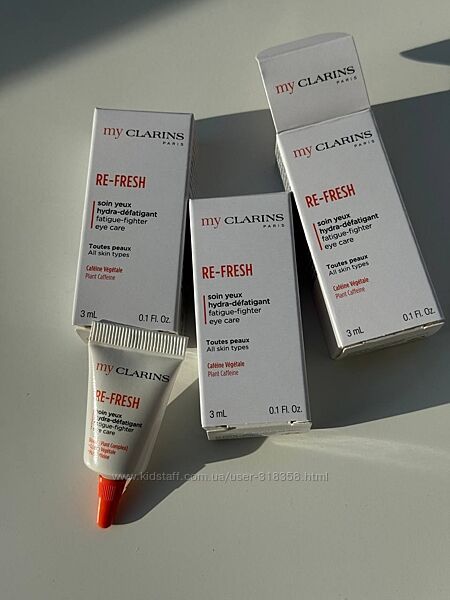 my CLARINS
PARIS
my CLARINS
PARIS
RE-FRESH
soin yeux
hydra-défatigant
fatigue-fighter
eye care
Toutes peaux
All skin types
Caféine Végétale
Plant Caffeine
3 mL 0.1 Fl. Oz.
my CLARINS
PARIS
RE-FRESH
soin yeux
hydra-défatigant
fatigue-fighter
eye care
Toutes peaux
All skin types
Caféine Végétale
Plant Caffeine
3 mL 0.1 Fl. Oz.
my CLARINS
PARIS
RE-FRESH
soin yeux
hydra-défatigant
fatigue-fighter
eye care
Toutes peaux
All skin types
Caféine Végétale
Plant Caffeine
3 mL 0.1 Fl. Oz.
my CLARINS
RE-FRESH
soin yeux
hydra-défatigant
fatigue-fighter
eye care
www.kidstaff.com.ua/user-818358.html